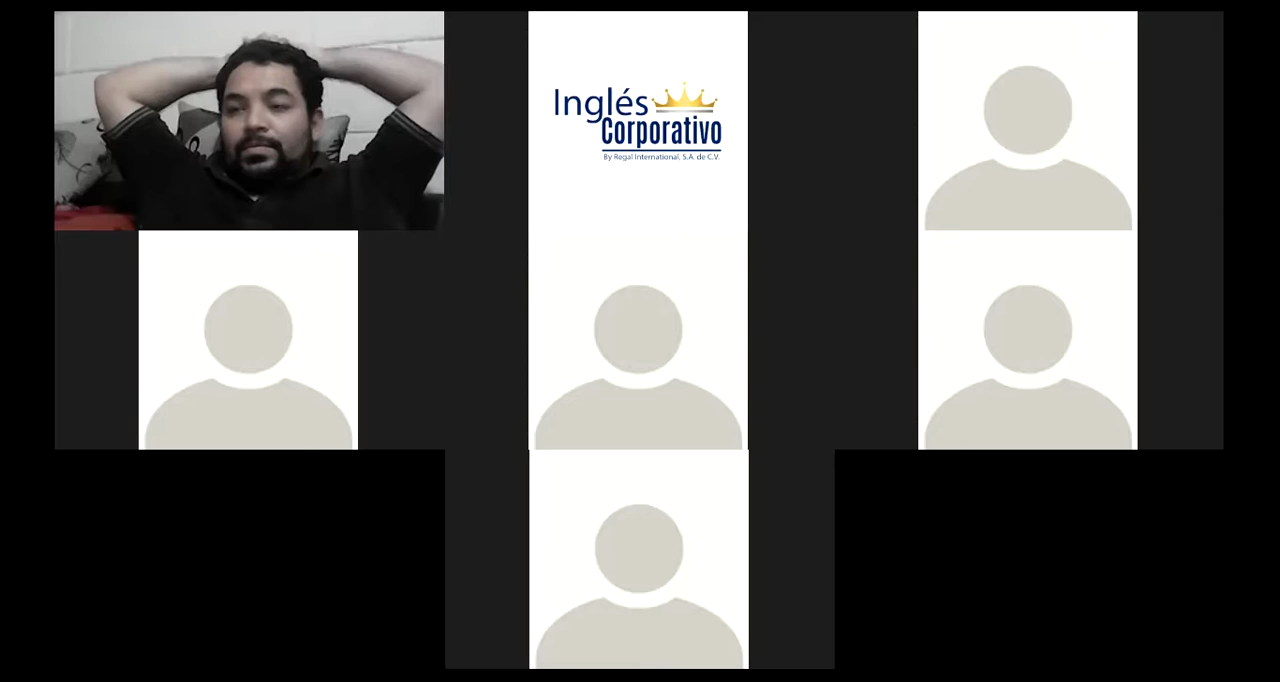 Inglés
Corporativo
By Regal International, S.A. de C.V.